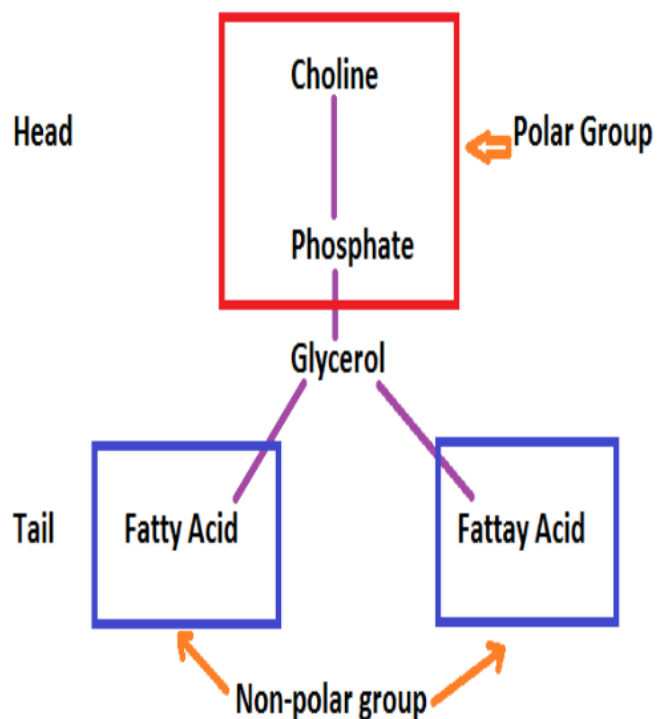 Choline
Head
Polar Group
Phosphate
Glycerol
Tail
Fatty Acid
Fattay Acid
Non-polar group